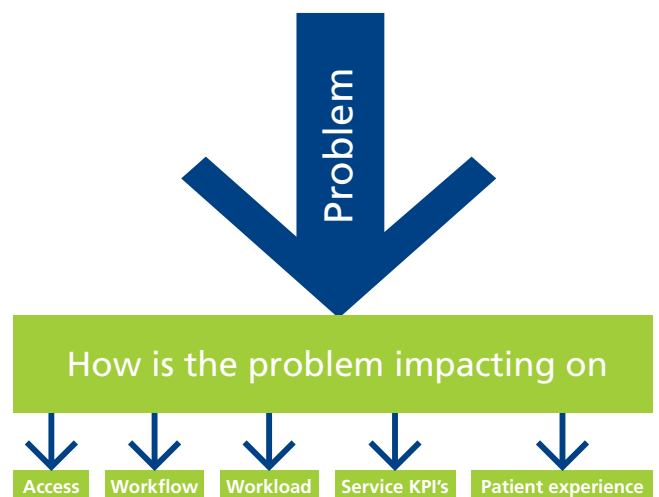 Problem
How is the problem impacting on
Access
Workflow
Workload
Service KPI's
Patient experience